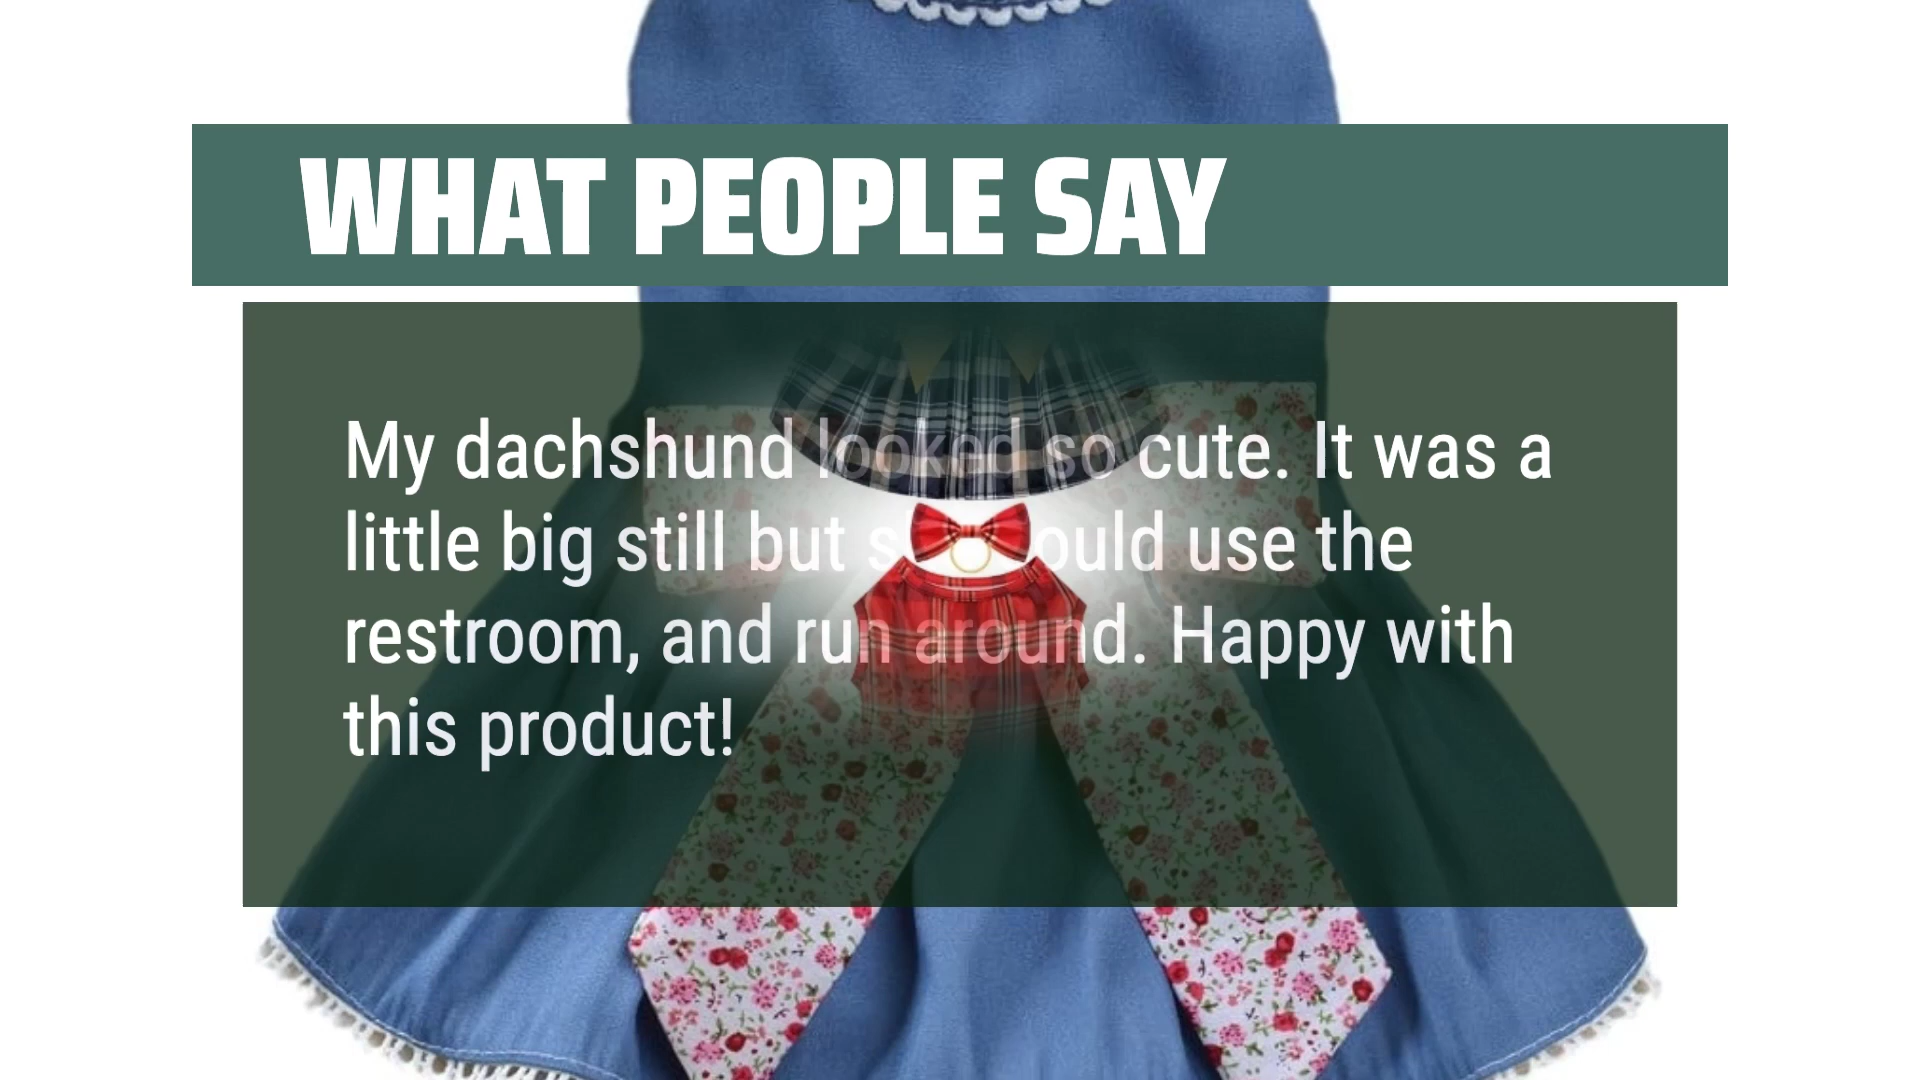 WHAT PEOPLE SAY
My dachshund looked so cute. It was a
little big still but ould use the
restroom, and run around. Happy with
this product!